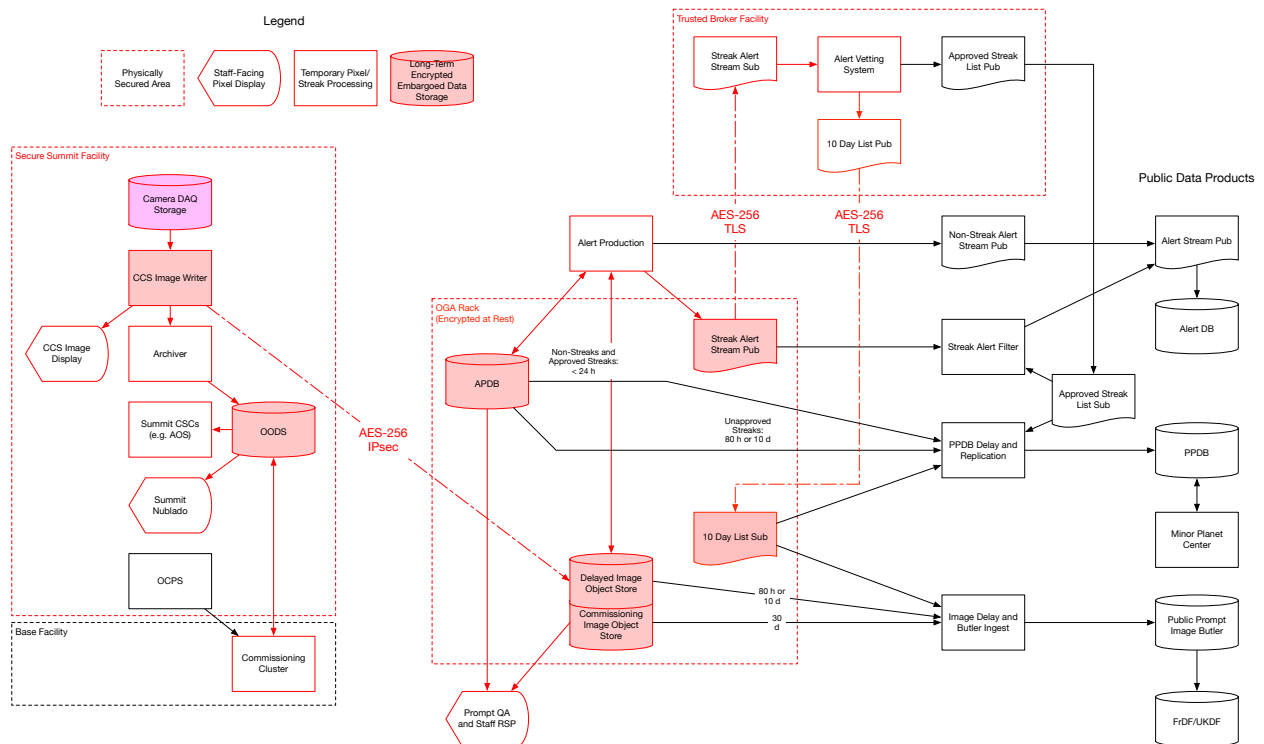 Legend
Physically
Secured Area
Staff-Facing
Pixel Display
Temporary Pixel/
Streak Processing
Long-Term
Encrypted
Embargoed Data
Storage
Trusted Broker Facility
Streak Alert
Stream Sub
Alert Vetting
System
Approved Streak
List Pub
10 Day List Pub
Secure Summit Facility
Camera DAQ
Storage
CCS Image Writer
CCS Image
Display
Archiver
Summit CSCs
(e.g. AOS)
OODS
Summit
Nublado
OCPS
Base Facility
Commissioning
Cluster
AES-256
IPsec
AES-256
TLS
AES-256
TLS
Alert Production
OGA Rack
(Encrypted at Rest)
Streak Alert
Stream Pub
APDB
Non-Streaks and
Approved Streaks:
< 24 h
Unapproved
Streaks:
80 h or 10 d
10 Day List Sub
Delayed Image
Object Store
Commissioning
Image Object
Store
80 h or
10 d
30
d
Prompt QA
and Staff RSP
Public Data Products
Non-Streak Alert
Stream Pub
Alert Stream Pub
Alert DB
Streak Alert Filter
Approved Streak
List Sub
PPDB Delay and
Replication
PPDB
Minor Planet
Center
Image Delay and
Butler Ingest
Public Prompt
Image Butler
FrDF/UKDF